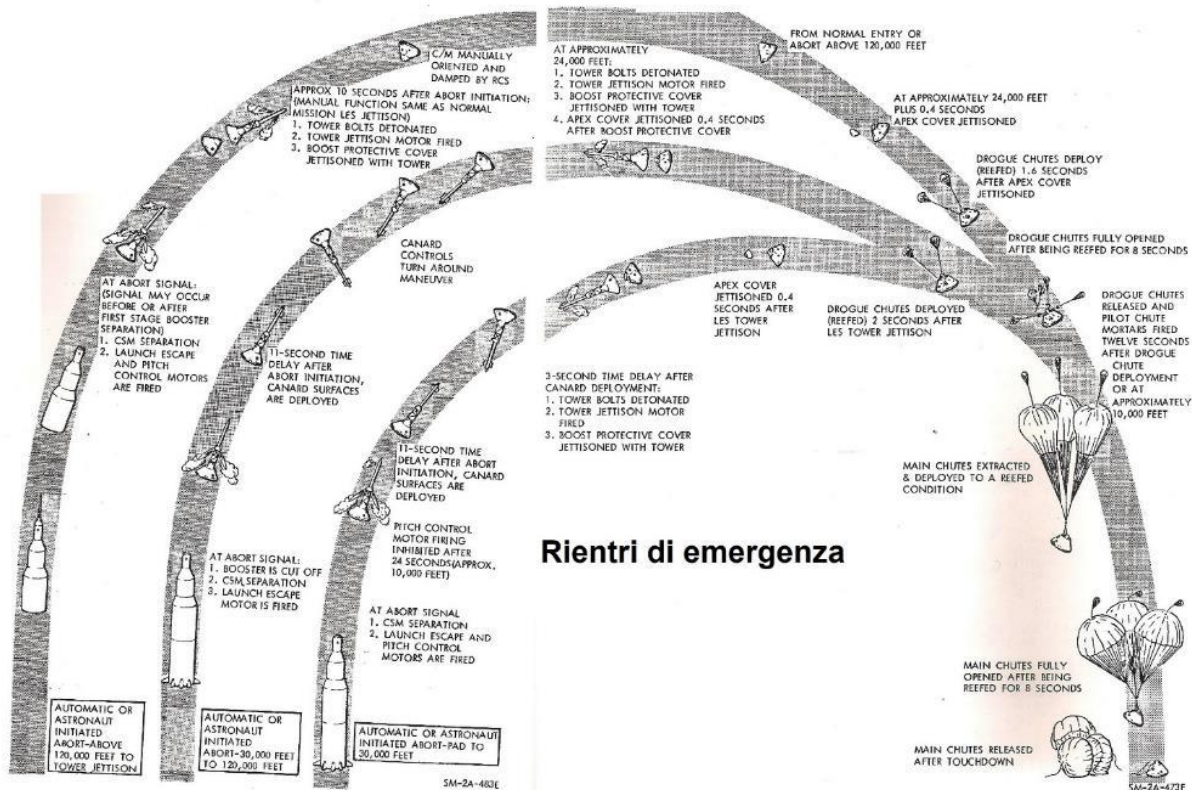 C/M MANUALLY
ORIENTED AND
DAMPED BY RCS
APPROX 10 SECONDS AFTER ABORT INITIATION;
(MANUAL FUNCTION SAME AS NORMAL
MISSION LES JETTISON)
1. TOWER BOLTS DETONATED
2. TOWER JETTISON MOTOR FIRED
3. BOOST PROTECTIVE COVER
JETTISONED WITH TOWER
AT ABORT SIGNAL:
(SIGNAL MAY OCCUR
BEFORE OR AFTER
FIRST STAGE BOOSTER
SEPARATION)
1. CSM SEPARATION
2. LAUNCH ESCAPE
AND PITCH
CONTROL MOTORS
ARE FIRED
AUTOMATIC OR
ASTRONAUT
INITIATED
ABORT-ABOVE
120,000 FEET TO
TOWER JETTISON
CANARD
CONTROLS
TURN AROUND
MANEUVER
11-SECOND TIME
DELAY AFTER
ABORT INITIATION,
CANARD SURFACES
ARE DEPLOYED
AT ABORT SIGNAL:
1. BOOSTER IS CUT OFF
2. CSM SEPARATION
3. LAUNCH ESCAPE
MOTOR IS FIRED
AUTOMATIC OR
ASTRONAUT
INITIATED
ABORT-30,000 FEET
TO 120,000 FEET
11-SECOND TIME
DELAY AFTER ABORT
INITIATION, CANARD
SURFACES ARE
DEPLOYED
PITCH CONTROL
MOTOR FIRING
INHIBITED AFTER
24 SECONDS(APPROX.
10,000 FEET)
AT ABORT SIGNAL
1. CSM SEPARATION
2. LAUNCH ESCAPE AND
PITCH CONTROL
MOTORS ARE FIRED
AUTOMATIC OR ASTRONAUT
INITIATED ABORT-PAD TO
30,000 FEET
SM-2A-483E
AT APPROXIMATELY
24,000 FEET:
1. TOWER BOLTS DETONATED
2. TOWER JETTISON MOTOR FIRED
3. BOOST PROTECTIVE COVER
JETTISONED WITH TOWER
4. APEX COVER JETTISONED 0.4 SECONDS
AFTER BOOST PROTECTIVE COVER
FROM NORMAL ENTRY OR
ABORT ABOVE 120,000 FEET
AT APPROXIMATELY 24,000 FEET
PLUS 0.4 SECONDS
APEX COVER JETTISONED
DROGUE CHUTES DEPLOY
(REEFED) 1.6 SECONDS
AFTER APEX COVER
JETTISONED
DROGUE CHUTES FULLY OPENED
AFTER BEING REEFED FOR 8 SECONDS
APEX COVER
JETTISONED 0.4
SECONDS AFTER
LES TOWER
JETTISON
DROGUE CHUTES DEPLOYED
(REEFED) 2 SECONDS AFTER
LES TOWER JETTISON
DROGUE CHUTES
RELEASED AND
PILOT CHUTE
MORTARS FIRED
TWELVE SECONDS
AFTER DROGUE
CHUTE
DEPLOYMENT
OR AT
APPROXIMATELY
10,000 FEET
3-SECOND TIME DELAY AFTER
CANARD DEPLOYMENT:
1. TOWER BOLTS DETONATED
2. TOWER JETTISON MOTOR
FIRED
3. BOOST PROTECTIVE COVER
JETTISONED WITH TOWER
MAIN CHUTES EXTRACTED
& DEPLOYED TO A REEFED
CONDITION
Rientri di emergenza
MAIN CHUTES FULLY
OPENED AFTER BEING
REEFED FOR 8 SECONDS
MAIN CHUTES RELEASED
AFTER TOUCHDOWN
SM-2A-473E